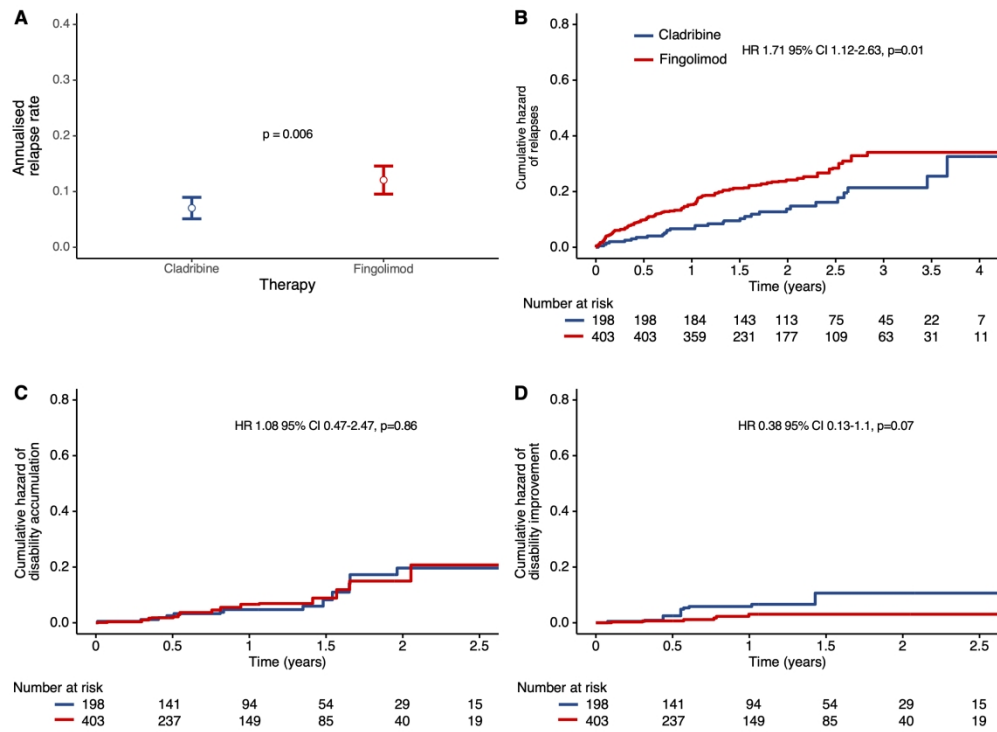 A
Annualised
relapse rate
0.4
0.3
0.2
0.1
0.0
p = 0.006
Cladribine Fingolimod
Therapy
B
Cumulative hazard
of relapses
0.8
0.6
0.4
0.2
0.0
Cladribine
Fingolimod
HR 1.71 95% CI 1.12-2.63, p=0.01
0 0.5 1 1.5 2 2.5 3 3.5 4
Time (years)
Number at risk
198 198 184 143 113 75 45 22 7
403 403 359 231 177 109 63 31 11
C
Cumulative hazard of
disability accumulation
0.8
0.6
0.4
0.2
0.0
HR 1.08 95% CI 0.47-2.47, p=0.86
0 0.5 1 1.5 2 2.5
Time (years)
Number at risk
198 141 94 54 29 15
403 237 149 85 40 19
D
Cumulative hazard of
disability improvement
0.8
0.6
0.4
0.2
0.0
HR 0.38 95% CI 0.13-1.1, p=0.07
0 0.5 1 1.5 2 2.5
Time (years)
Number at risk
198 141 94 54 29 15
403 237 149 85 40 19